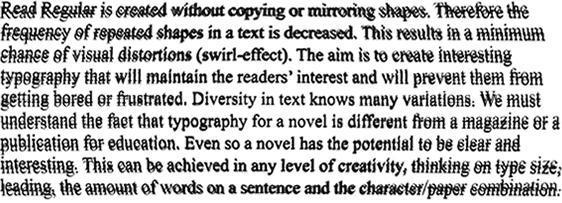 Read Regular is created without copying or mirroring shapes. Therefore the
frequency of repeated shapes in a text is decreased. This results in a minimum
chance of visual distortions (swirl-effect). The aim is to create interesting
typography that will maintain the readers' interest and will prevent them from
getting bored or frustrated. Diversity in text knows many variations. We must
understand the fact that typography for a novel is different from a magazine or a
publication for education. Even so a novel has the potential to be clear and
interesting. This can be achieved in any level of creativity, thinking on type size,
leading, the amount of words on a sentence and the character/paper combination.